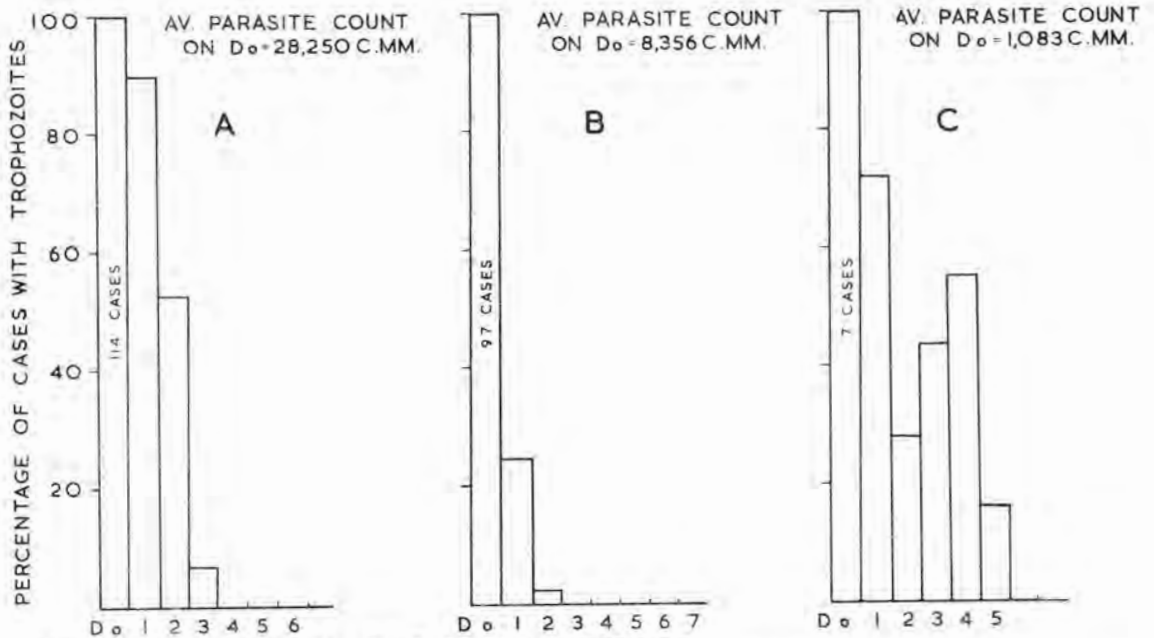 AV. PARASITE COUNT
ON Do = 28,250 C.MM.
AV. PARASITE COUNT
ON Do = 8,356 C.MM.
AV. PARASITE COUNT
ON Do = 1,083 C.MM.
A
B
C
PERCENTAGE OF CASES WITH TROPHOZOITES
100
80
60
40
20
114 CASES
97 CASES
7 CASES
Do 1 2 3 4 5 6
Do 1 2 3 4 5 6 7
Do 1 2 3 4 5